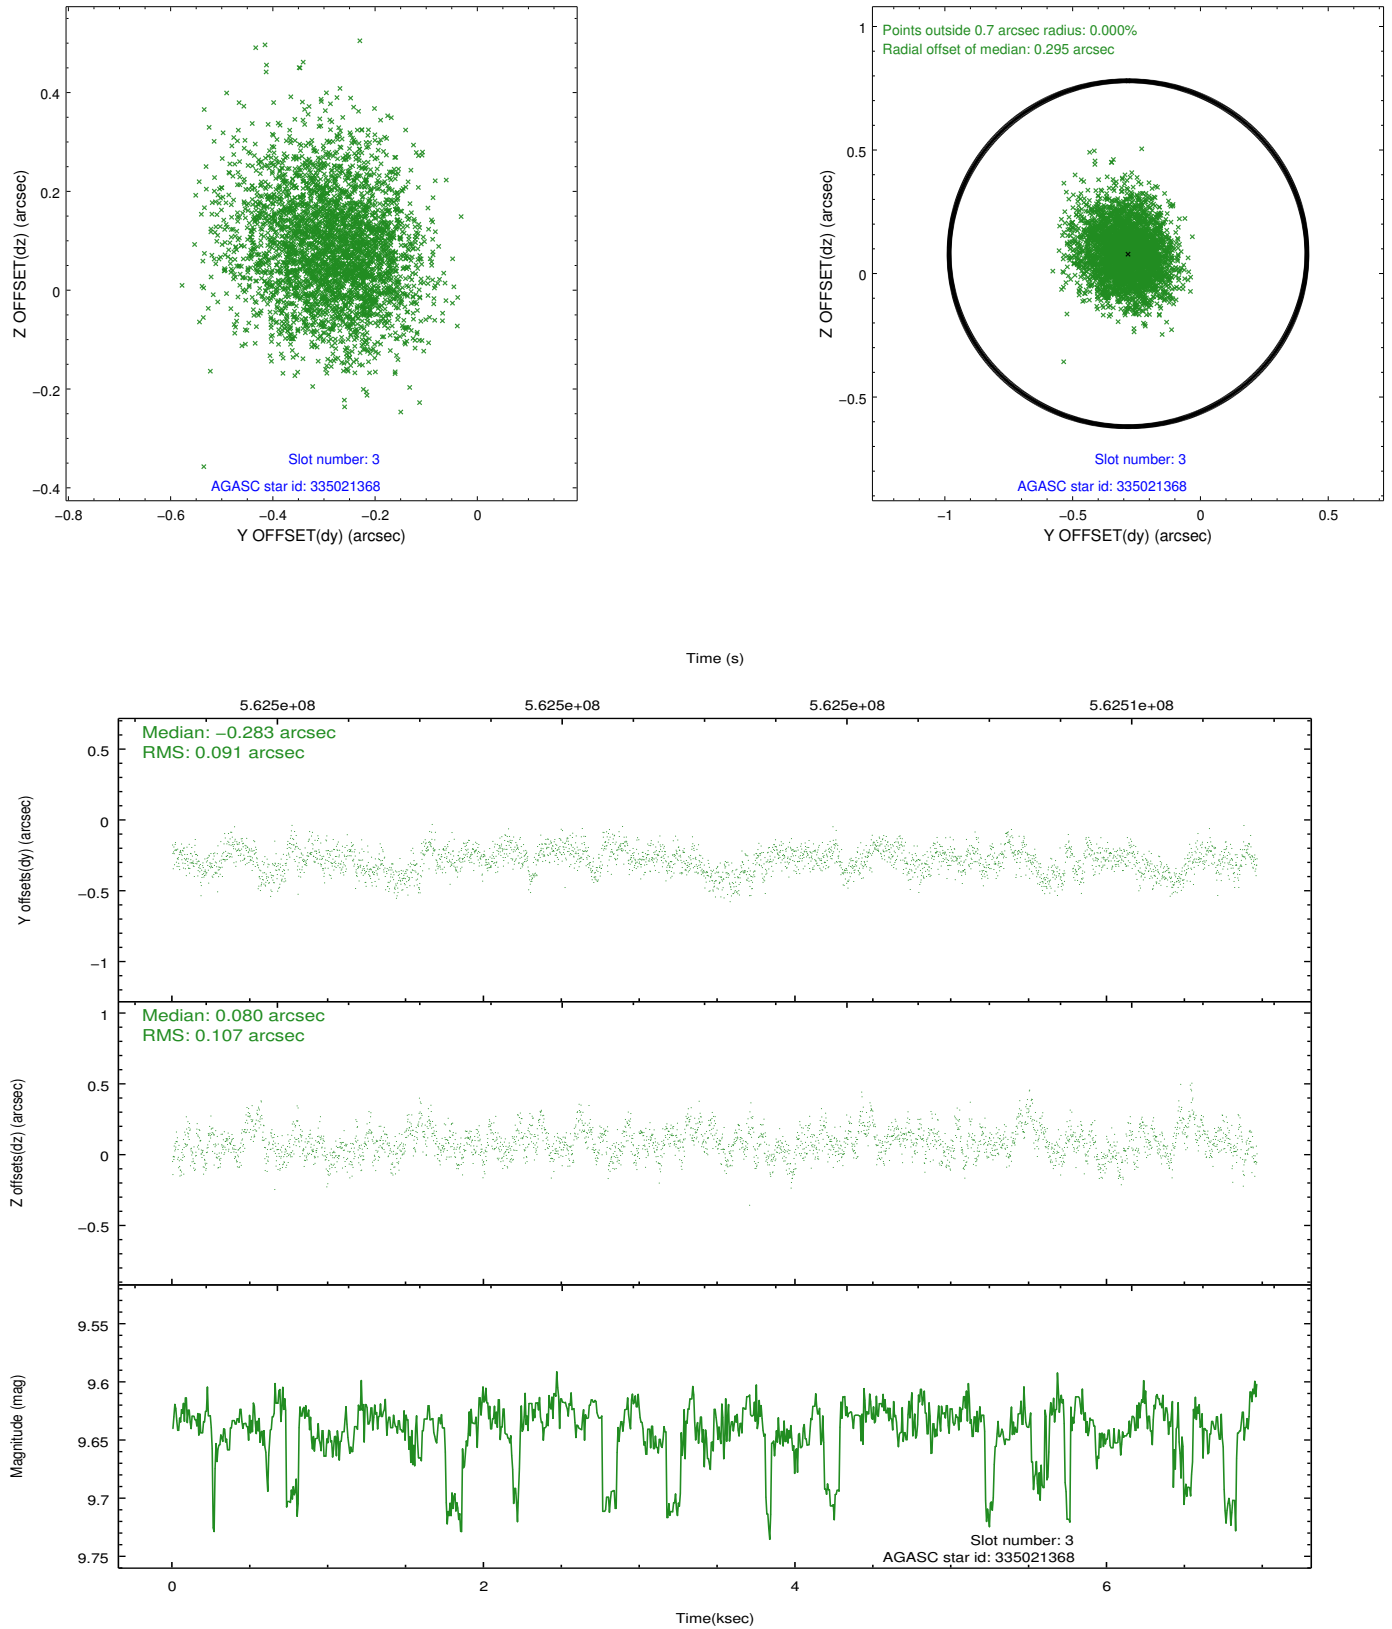 0.4
0.2
0
−0.2
−0.4
Z OFFSET(dz) (arcsec)
Slot number: 3
AGASC star id: 335021368
−0.8
−0.6
−0.4
−0.2
0
Y OFFSET(dy) (arcsec)
Points outside 0.7 arcsec radius: 0.000%
Radial offset of median: 0.295 arcsec
1
0.5
0
−0.5
Z OFFSET(dz) (arcsec)
Slot number: 3
AGASC star id: 335021368
−1
−0.5
0
0.5
Y OFFSET(dy) (arcsec)
Time (s)
5.625e+08
5.625e+08
5.625e+08
5.6251e+08
Median: −0.283 arcsec
RMS: 0.091 arcsec
0.5
0
−0.5
−1
Y offsets(dy) (arcsec)
Median: 0.080 arcsec
RMS: 0.107 arcsec
1
0.5
0
−0.5
Z offsets(dz) (arcsec)
9.55
9.6
9.65
9.7
9.75
Magnitude (mag)
Slot number: 3
AGASC star id: 335021368
0
2
4
6
Time(ksec)